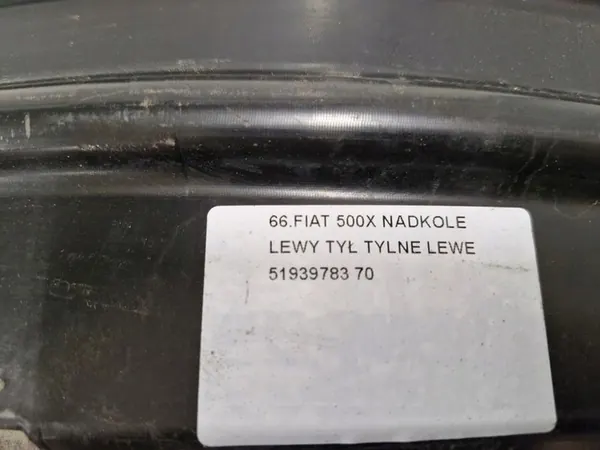 66.FIAT 500X NADKOLE
LEWY TYŁ TYLNE LEWE
51939783 70